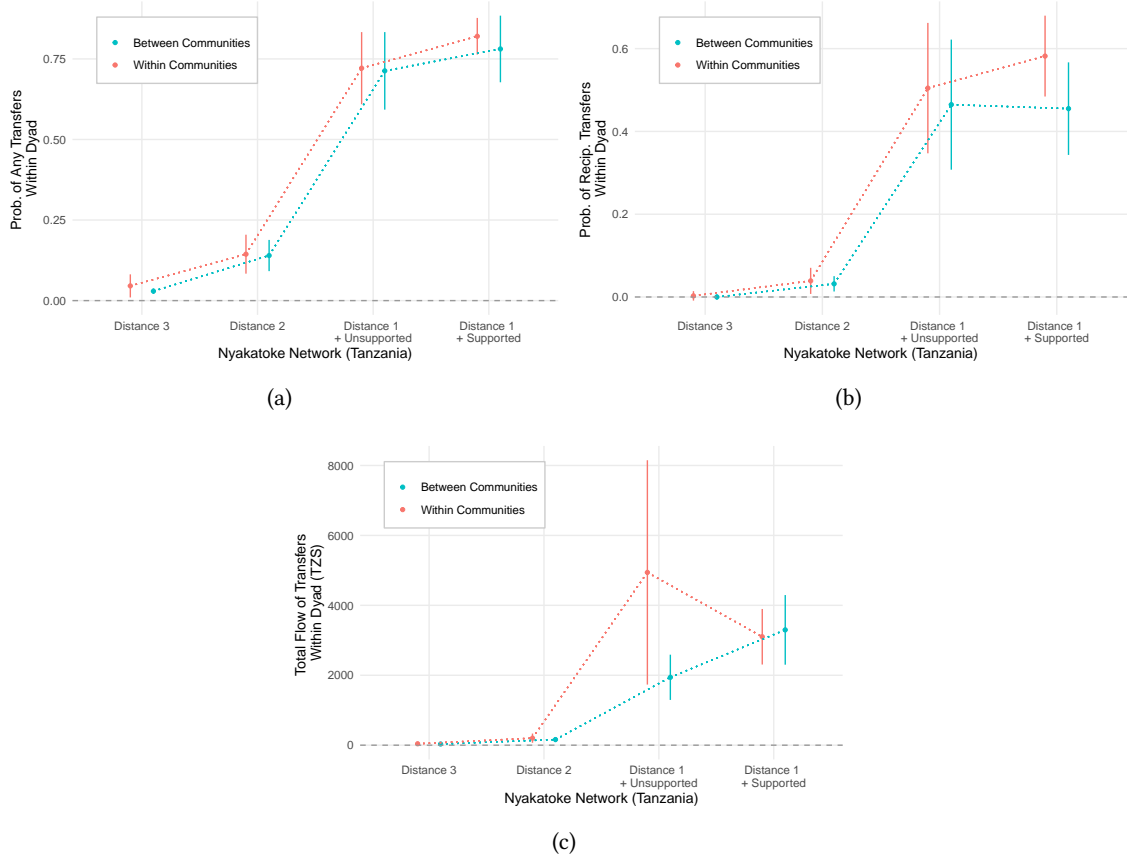 Between Communities
Within Communities
Prob. of Any Transfers
Within Dyad
0.75
0.50
0.25
0.00
Distance 3
Distance 2
Distance 1
+ Unsupported
Distance 1
+ Supported
Nyakatoke Network (Tanzania)
(a)
Between Communities
Within Communities
Prob. of Recip. Transfers
Within Dyad
0.6
0.4
0.2
0.0
Distance 3
Distance 2
Distance 1
+ Unsupported
Distance 1
+ Supported
Nyakatoke Network (Tanzania)
(b)
Between Communities
Within Communities
Total Flow of Transfers
Within Dyad (TZS)
8000
6000
4000
2000
0
Distance 3
Distance 2
Distance 1
+ Unsupported
Distance 1
+ Supported
Nyakatoke Network (Tanzania)
(c)